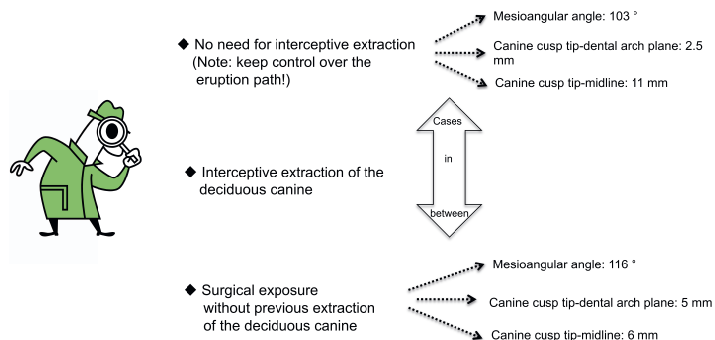 ◆ No need for interceptive extraction
(Note: keep control over the
eruption path!)
Mesioangular angle: 103 °
Canine cusp tip-dental arch plane: 2.5
mm
Canine cusp tip-midline: 11 mm
Cases
in
between
◆ Interceptive extraction of the
deciduous canine
◆ Surgical exposure
without previous extraction
of the deciduous canine
Mesioangular angle: 116 °
Canine cusp tip-dental arch plane: 5 mm
Canine cusp tip-midline: 6 mm